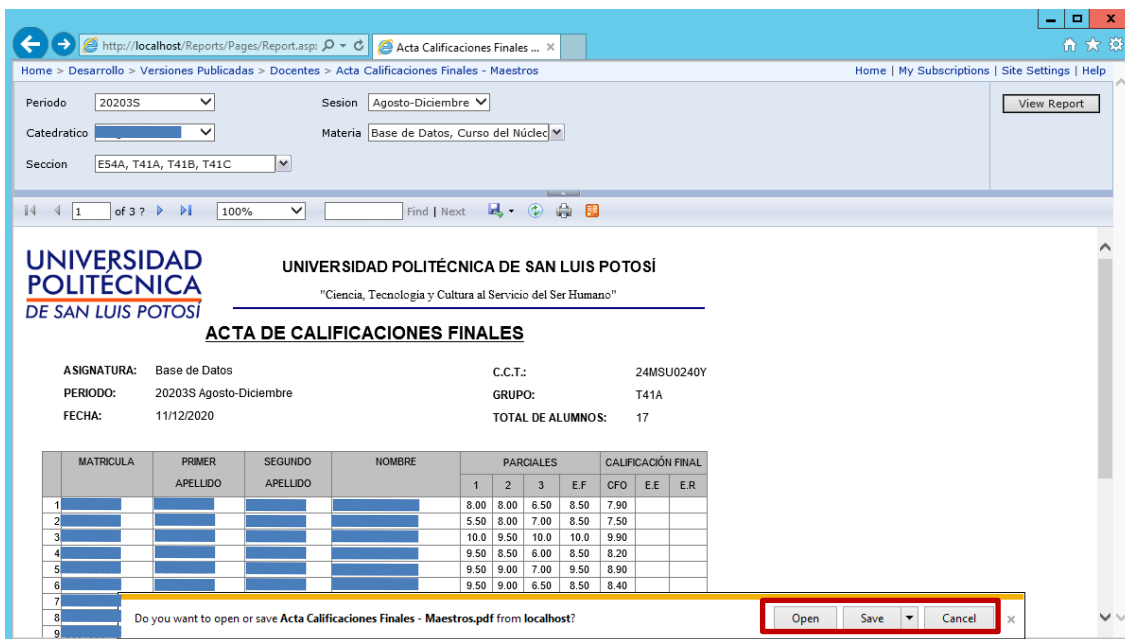 http://localhost/Reports/Pages/Report.asp:
Acta Calificaciones Finales ...
Home > Desarrollo > Versiones Publicadas > Docentes > Acta Calificaciones Finales - Maestros
Home | My Subscriptions | Site Settings | Help
Periodo 20203S Sesion Agosto-Diciembre View Report
Catedratico Materia Base de Datos, Curso del Núclec
Seccion E54A, T41A, T41B, T41C
1 of 3 ? 100% Find | Next
UNIVERSIDAD
POLITÉCNICA
DE SAN LUIS POTOSÍ
UNIVERSIDAD POLITÉCNICA DE SAN LUIS POTOSÍ
"Ciencia, Tecnología y Cultura al Servicio del Ser Humano"
ACTA DE CALIFICACIONES FINALES
ASIGNATURA: Base de Datos C.C.T.: 24MSU0240Y
PERIODO: 20203S Agosto-Diciembre GRUPO: T41A
FECHA: 11/12/2020 TOTAL DE ALUMNOS: 17
MATRICULA PRIMER SEGUNDO NOMBRE PARCIALES CALIFICACIÓN FINAL
APELLIDO APELLIDO 1 2 3 E.F CFO E.E E.R
1 8.00 8.00 6.50 8.50 7.90
2 5.50 8.00 7.00 8.50 7.50
3 10.0 9.50 10.0 10.0 9.90
4 9.50 8.50 6.00 8.50 8.20
5 9.50 9.00 7.00 9.50 8.90
6 9.50 9.00 6.50 8.50 8.40
7
8
9
Do you want to open or save Acta Calificaciones Finales - Maestros.pdf from localhost? Open Save Cancel